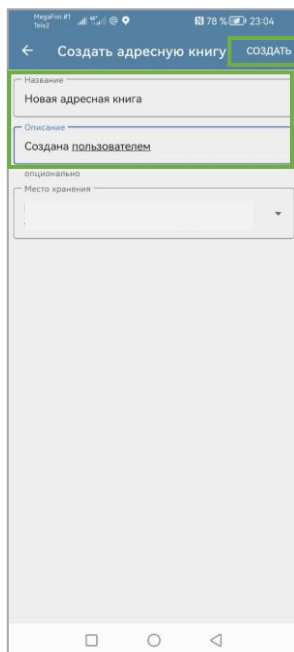 MegaFon #1
Tele2
78 % 23:04
Создать адресную книгу СОЗДАТЬ
Название
Новая адресная книга
Описание
Создана пользователем
опционально
Место хранения